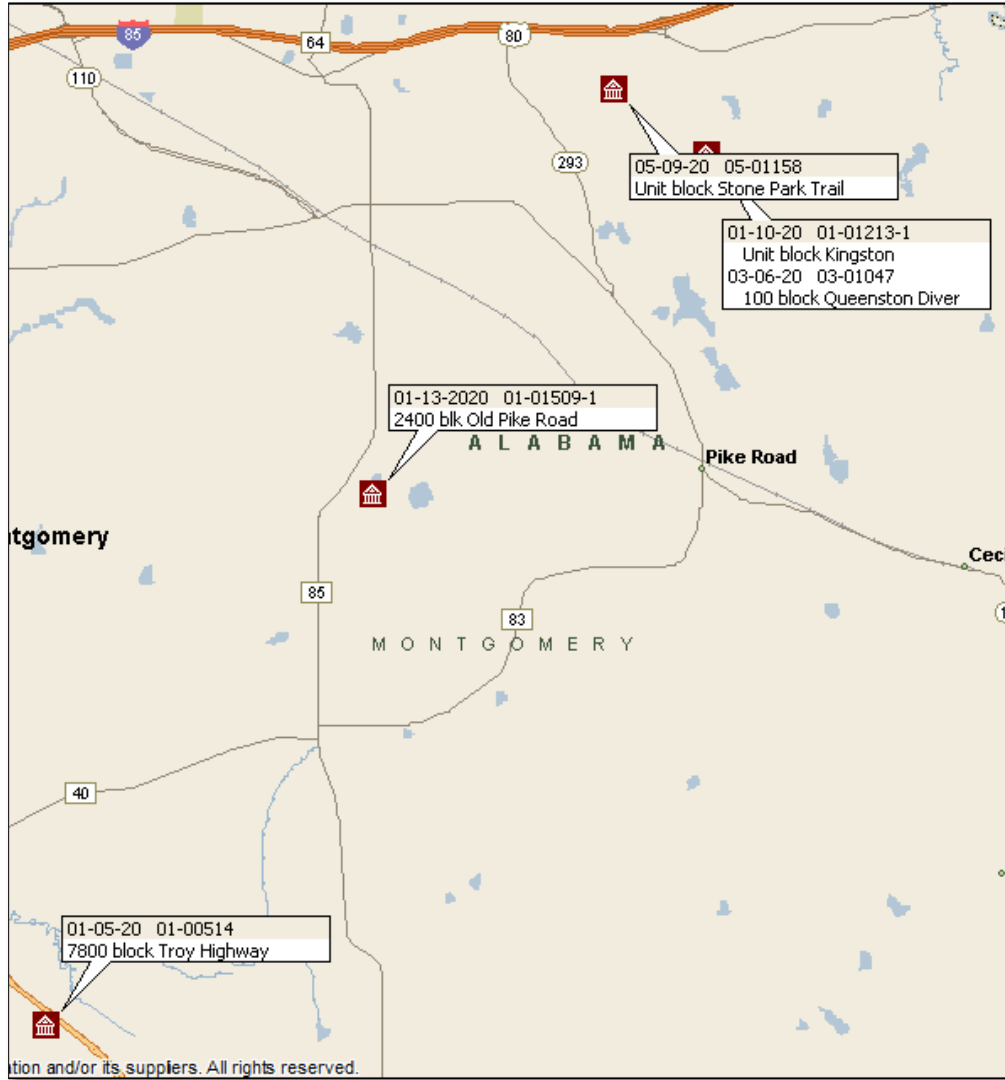 85
64
80
110
293
05-09-20 05-01158
Unit block Stone Park Trail
01-10-20 01-01213-1
Unit block Kingston
03-06-20 03-01047
100 block Queenston Diver
01-13-2020 01-01509-1
2400 blk Old Pike Road
ALABAMA
Pike Road
tgomery
Cec
85
83
MONTGOMERY
40
01-05-20 01-00514
7800 block Troy Highway
tion and/or its suppliers. All rights reserved.